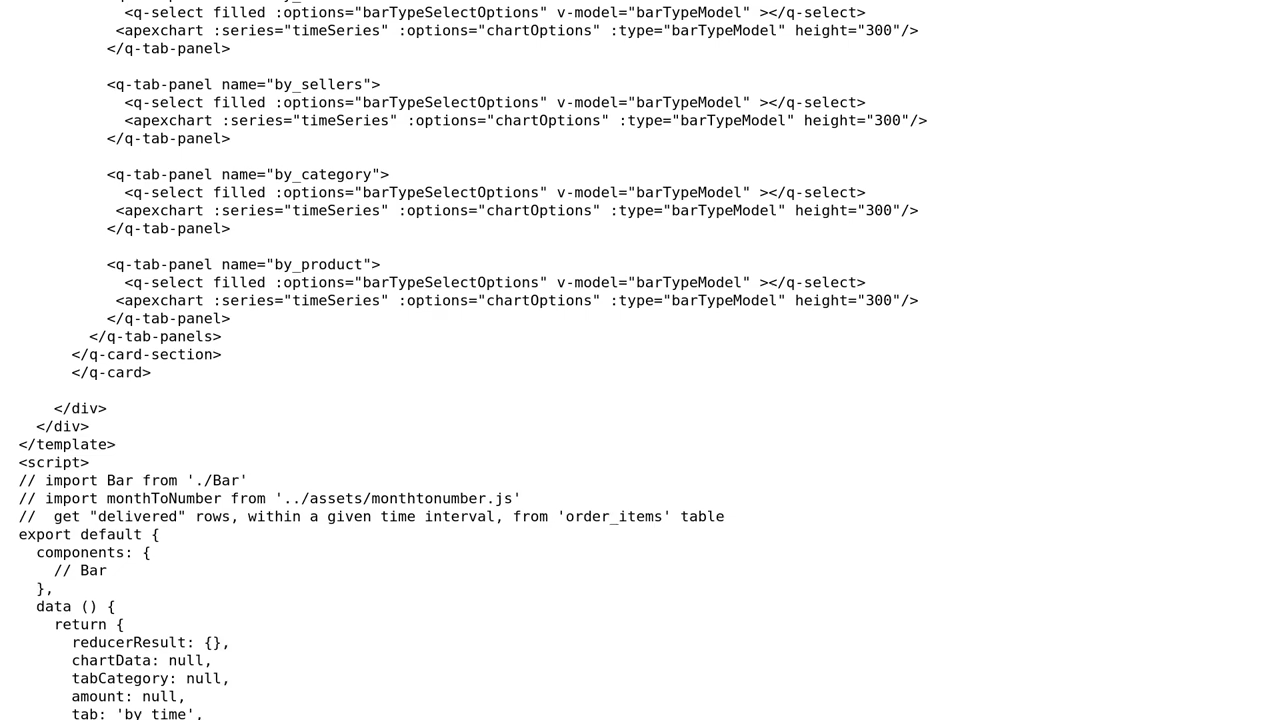 <q-select filled :options="barTypeSelectOptions" v-model="barTypeModel" ></q-select>
<apexchart :series="timeSeries" :options="chartOptions" :type="barTypeModel" height="300"/>
</q-tab-panel>
<q-tab-panel name="by_sellers">
<q-select filled :options="barTypeSelectOptions" v-model="barTypeModel" ></q-select>
<apexchart :series="timeSeries" :options="chartOptions" :type="barTypeModel" height="300"/>
</q-tab-panel>
<q-tab-panel name="by_category">
<q-select filled :options="barTypeSelectOptions" v-model="barTypeModel" ></q-select>
<apexchart :series="timeSeries" :options="chartOptions" :type="barTypeModel" height="300"/>
</q-tab-panel>
<q-tab-panel name="by_product">
<q-select filled :options="barTypeSelectOptions" v-model="barTypeModel" ></q-select>
<apexchart :series="timeSeries" :options="chartOptions" :type="barTypeModel" height="300"/>
</q-tab-panel>
</q-tab-panels>
</q-card-section>
</q-card>
</div>
</div>
</template>
<script>
// import Bar from './Bar'
// import monthToNumber from '../assets/monthtonumber.js'
//  get "delivered" rows, within a given time interval, from 'order_items' table
export default {
components: {
// Bar
},
data () {
return {
reducerResult: {},
chartData: null,
tabCategory: null,
amount: null,
tab: 'by_time',